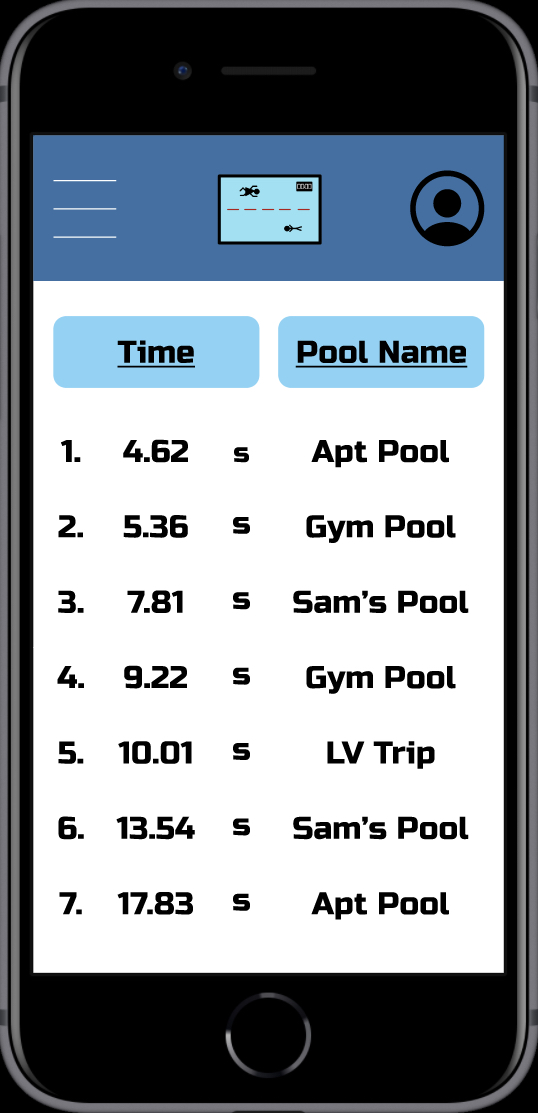 Time Pool Name
1. 4.62 s Apt Pool
2. 5.36 s Gym Pool
3. 7.81 s Sam's Pool
4. 9.22 s Gym Pool
5. 10.01 s LV Trip
6. 13.54 s Sam's Pool
7. 17.83 s Apt Pool